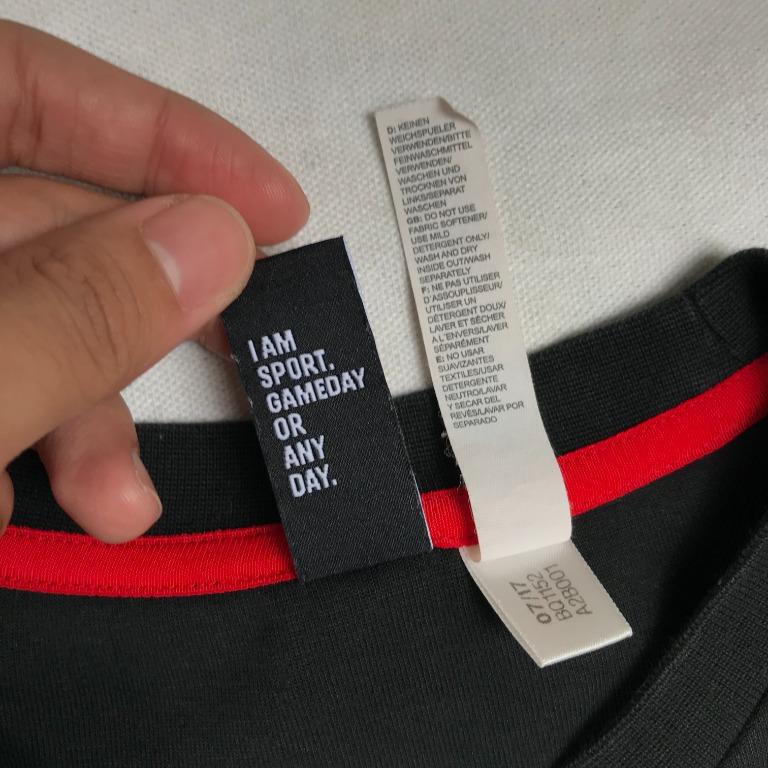 I AM
SPORT.
GAMEDAY
OR
ANY
DAY.
D: KEINEN
WEICHSPUELER
VERWENDEN/BITTE
FEINWASCHMITTEL
VERWENDEN/
WASCHEN UND
TROCKNEN VON
LINKS/SEPARAT
WASCHEN
GB: DO NOT USE
FABRIC SOFTENER/
USE MILD
DETERGENT ONLY/
WASH AND DRY
INSIDE OUT/WASH
SEPARATELY
F: NE PAS UTILISER
D'ASSOUPLISSEUR/
UTILISER UN
DÉTERGENT DOUX/
LAVER ET SÉCHER
A L'ENVERS/LAVER
SÉPARÉMENT
E: NO USAR
SUAVIZANTES
TEXTILES/USAR
DETERGENTE
NEUTRO/LAVAR
Y SECAR DEL
REVÉS/LAVAR POR
SEPARADO
07/17
BQ1152
A2B001